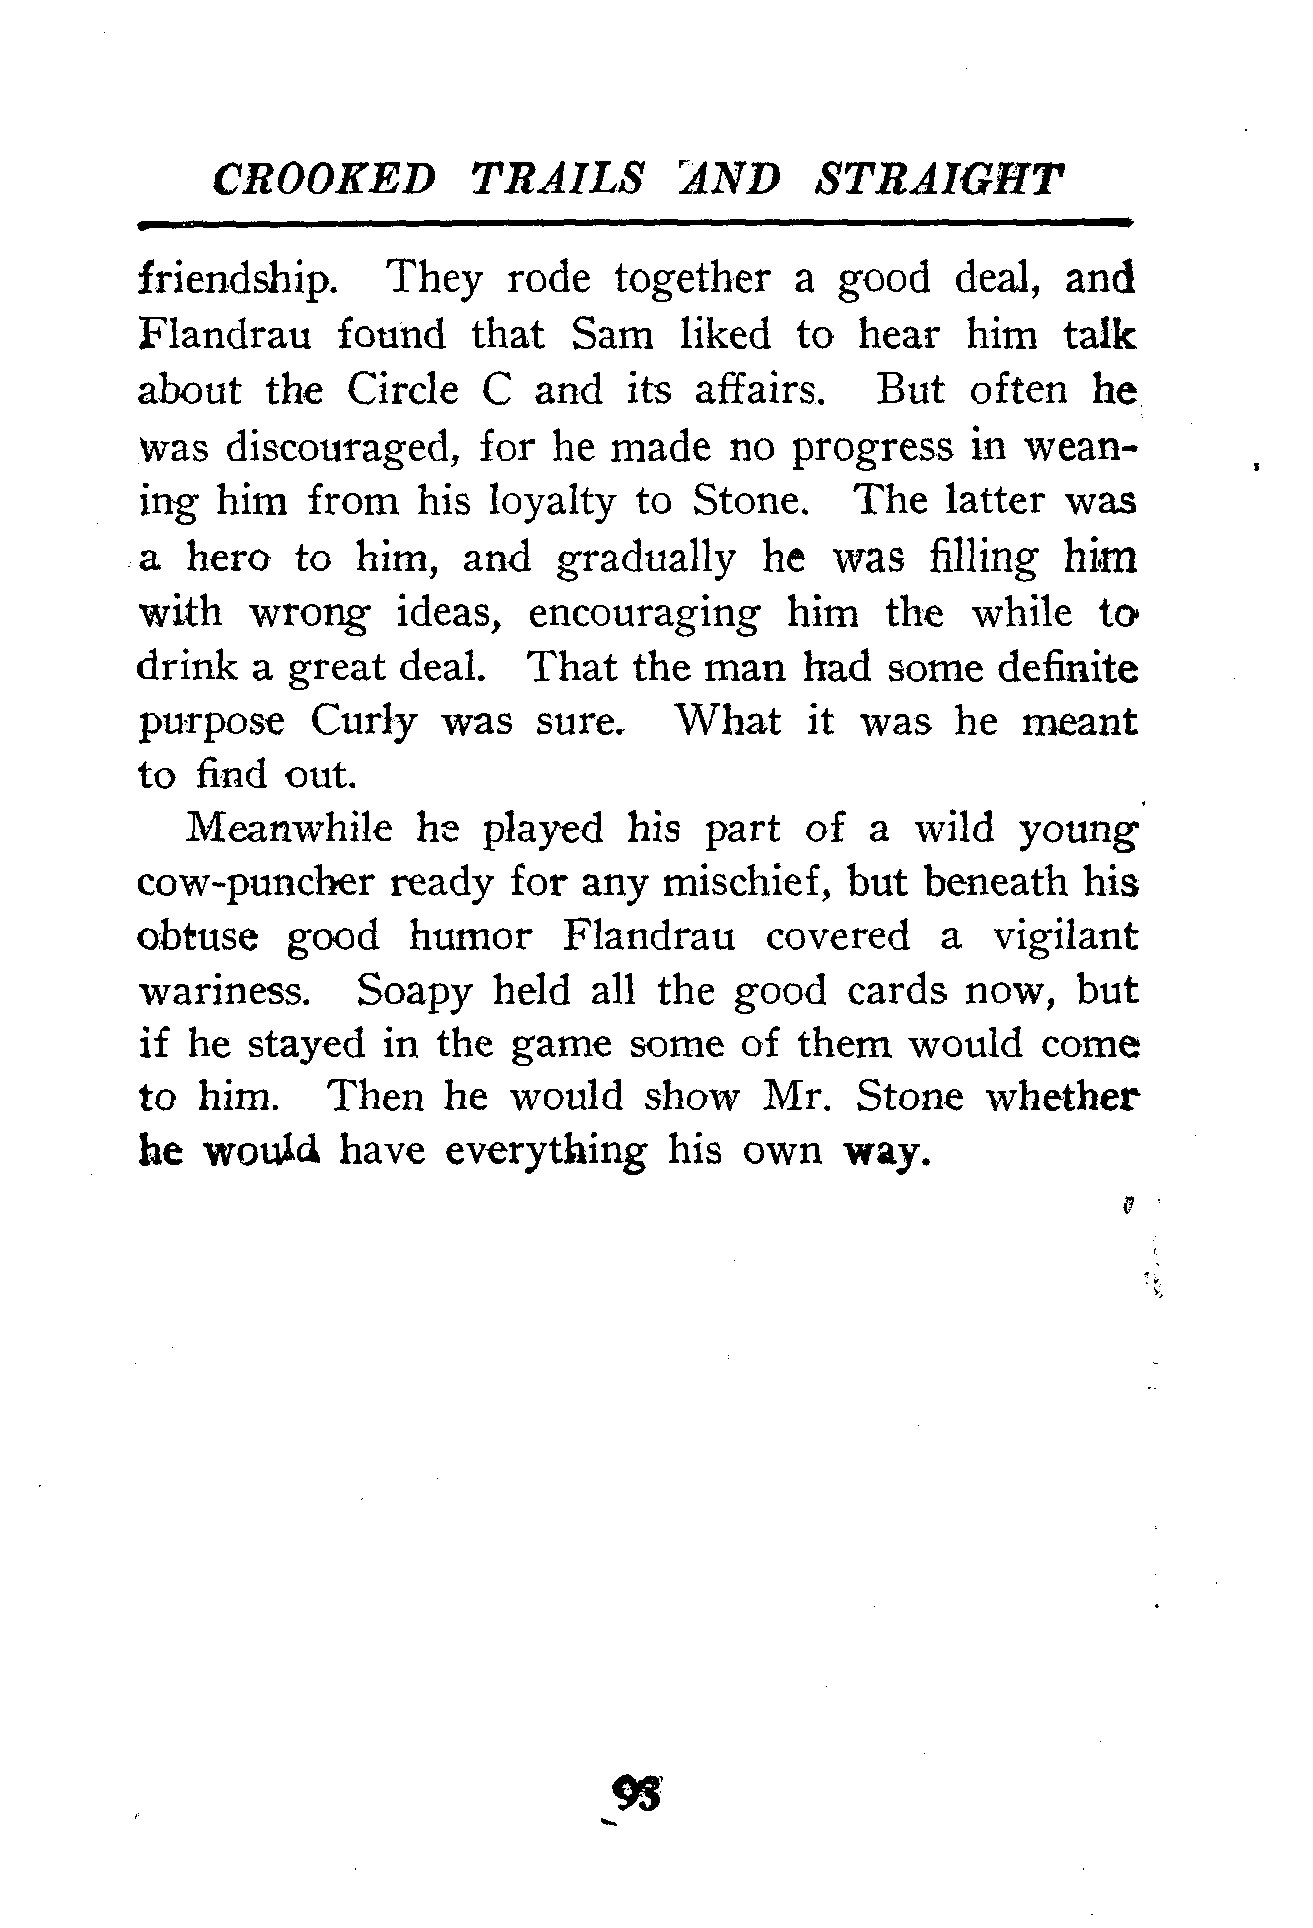 CROOKED TRAILS AND STRAIGHT
friendship. They rode together a good deal, and
Flandrau found that Sam liked to hear him talk
about the Circle C and its affairs. But often he
was discouraged, for he made no progress in wean-
ing him from his loyalty to Stone. The latter was
a hero to him, and gradually he was filling him
with wrong ideas, encouraging him the while to
drink a great deal. That the man had some definite
purpose Curly was sure. What it was he meant
to find out.
Meanwhile he played his part of a wild young
cow-puncher ready for any mischief, but beneath his
obtuse good humor Flandrau covered a vigilant
wariness. Soapy held all the good cards now, but
if he stayed in the game some of them would come
to him. Then he would show Mr. Stone whether
he would have everything his own way.
93